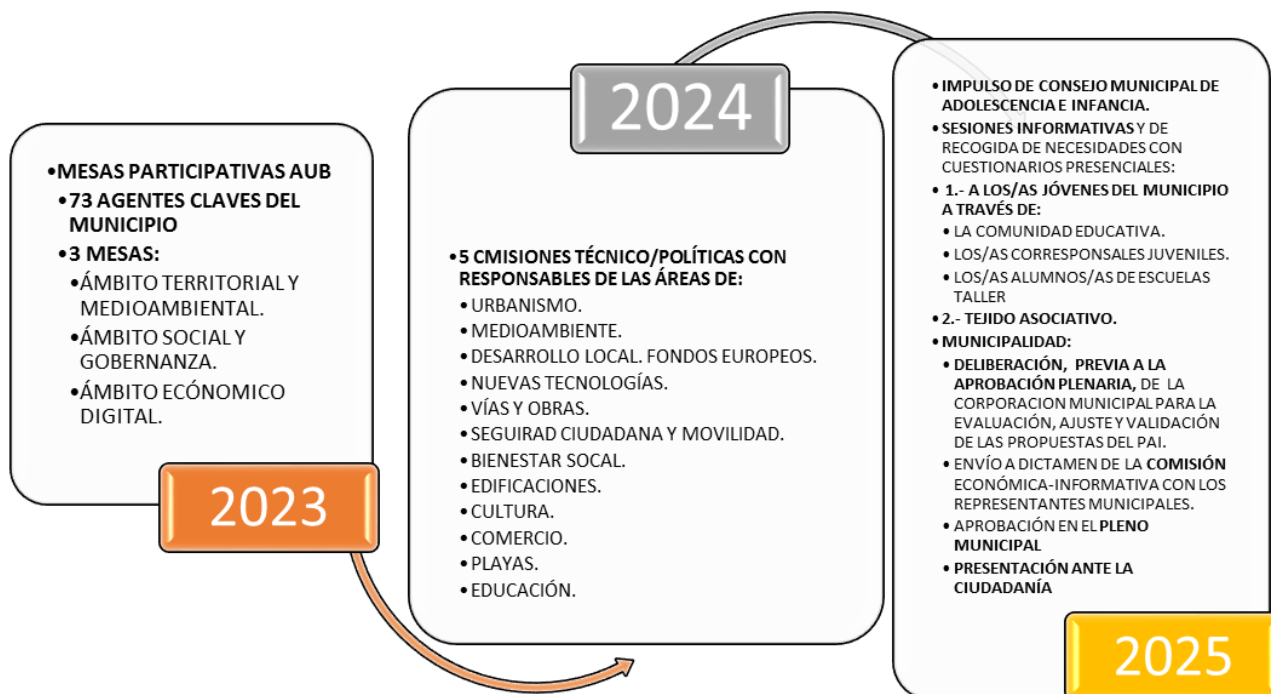 •MESAS PARTICIPATIVAS AUB
•73 AGENTES CLAVES DEL
MUNICIPIO
•3 MESAS:
•ÁMBITO TERRITORIAL Y
MEDIOAMBIENTAL.
•ÁMBITO SOCIAL Y
GOBERNANZA.
•ÁMBITO ECÓNOMICO
DIGITAL.
2023
2024
•5 CMISIONES TÉCNICO/POLÍTICAS CON
RESPONSABLES DE LAS ÁREAS DE:
•URBANISMO.
•MEDIOAMBIENTE.
•DESARROLLO LOCAL. FONDOS EUROPEOS.
•NUEVAS TECNOLOGÍAS.
•VÍAS Y OBRAS.
•SEGUIRAD CIUDADANA Y MOVILIDAD.
•BIENESTAR SOCAL.
•EDIFICACIONES.
•CULTURA.
•COMERCIO.
•PLAYAS.
•EDUCACIÓN.
•IMPULSO DE CONSEJO MUNICIPAL DE
ADOLESCENCIA E INFANCIA.
•SESIONES INFORMATIVAS Y DE
RECOGIDA DE NECESIDADES CON
CUESTIONARIOS PRESENCIALES:
• 1.- A LOS/AS JÓVENES DEL MUNICIPIO
A TRAVÉS DE:
•LA COMUNIDAD EDUCATIVA.
•LOS/AS CORRESPONSALES JUVENILES.
•LOS/AS ALUMNOS/AS DE ESCUELAS
TALLER
•2.- TEJIDO ASOCIATIVO.
•MUNICIPALIDAD:
•DELIBERACIÓN, PREVIA A LA
APROBACIÓN PLENARIA, DE LA
CORPORACION MUNICIPAL PARA LA
EVALUACIÓN, AJUSTE Y VALIDACIÓN
DE LAS PROPUESTAS DEL PAI.
•ENVÍO A DICTAMEN DE LA COMISIÓN
ECONÓMICA-INFORMATIVA CON LOS
REPRESENTANTES MUNICIPALES.
•APROBACIÓN EN EL PLENO
MUNICIPAL
•PRESENTACIÓN ANTE LA
CIUDADANÍA
2025